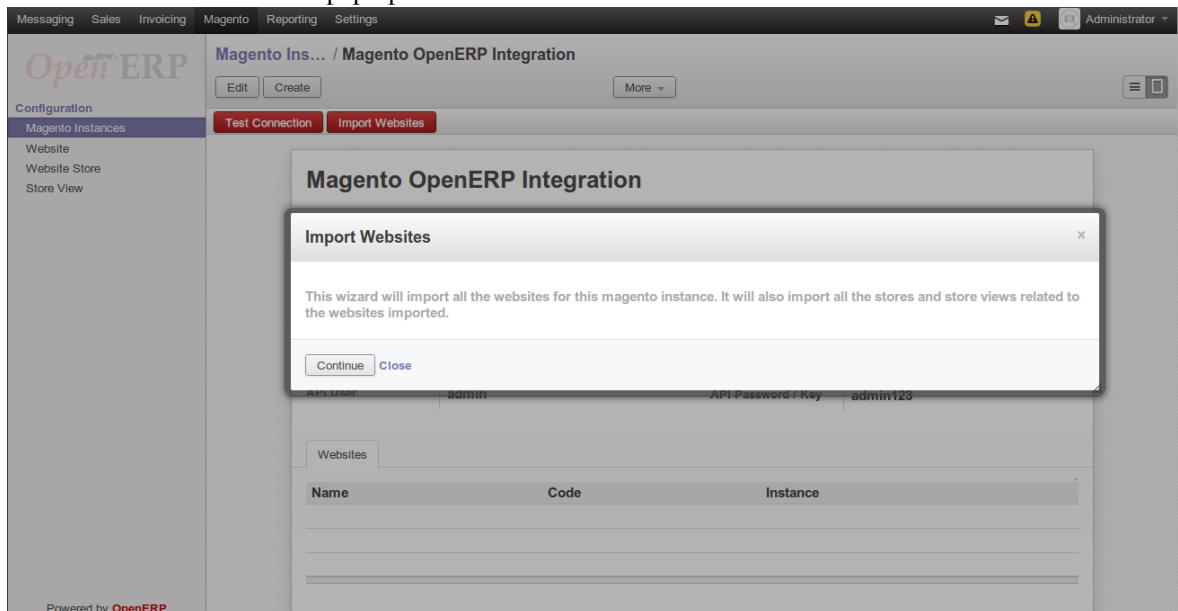 Messaging Sales Invoicing Magento Reporting Settings Administrator
OpenERP
Magento Ins... / Magento OpenERP Integration
Edit Create More
Configuration
Magento Instances
Test Connection Import Websites
Website
Website Store
Store View
Magento OpenERP Integration
Import Websites ×
This wizard will import all the websites for this magento instance. It will also import all the stores and store views related to
the websites imported.
Continue Close
API User admin API Password / Key admin123
Websites
Name Code Instance
Powered by OpenERP